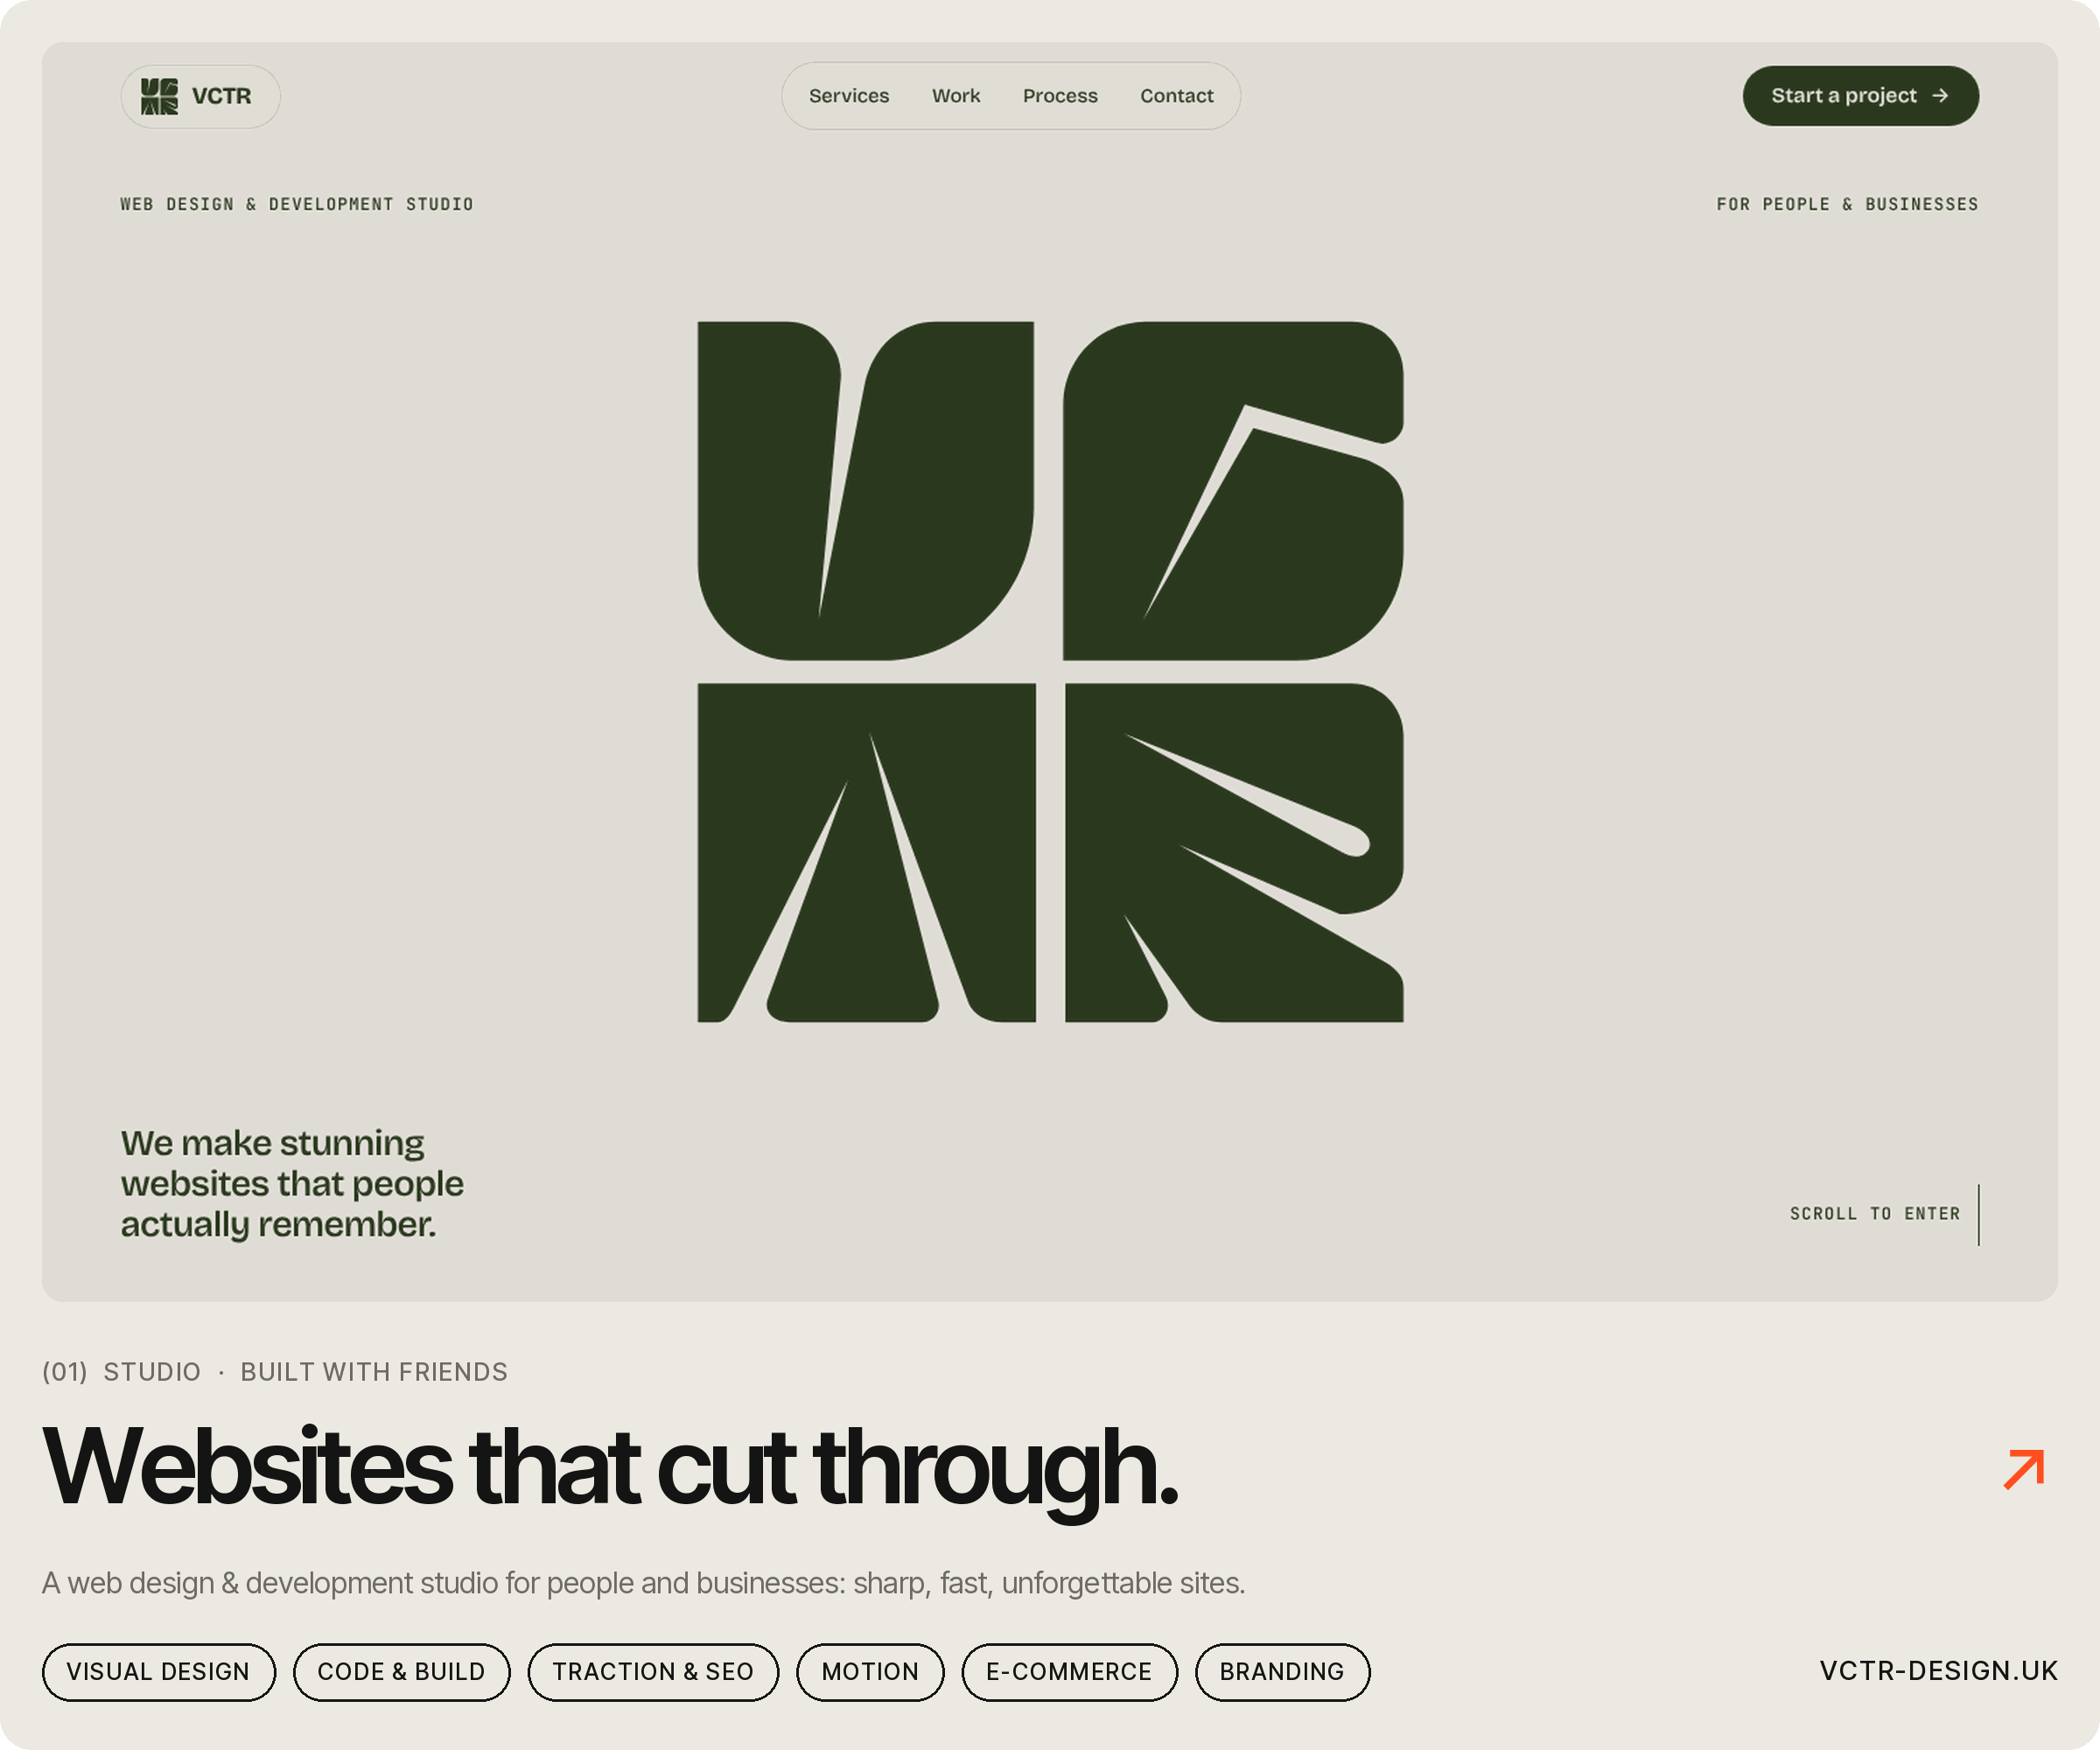 VCTR
Services Work Process Contact
Start a project →
WEB DESIGN & DEVELOPMENT STUDIO
FOR PEOPLE & BUSINESSES
We make stunning
websites that people
actually remember.
SCROLL TO ENTER
(01) STUDIO · BUILT WITH FRIENDS
Websites that cut through.
A web design & development studio for people and businesses: sharp, fast, unforgettable sites.
VISUAL DESIGN CODE & BUILD TRACTION & SEO MOTION E-COMMERCE BRANDING
VCTR-DESIGN.UK